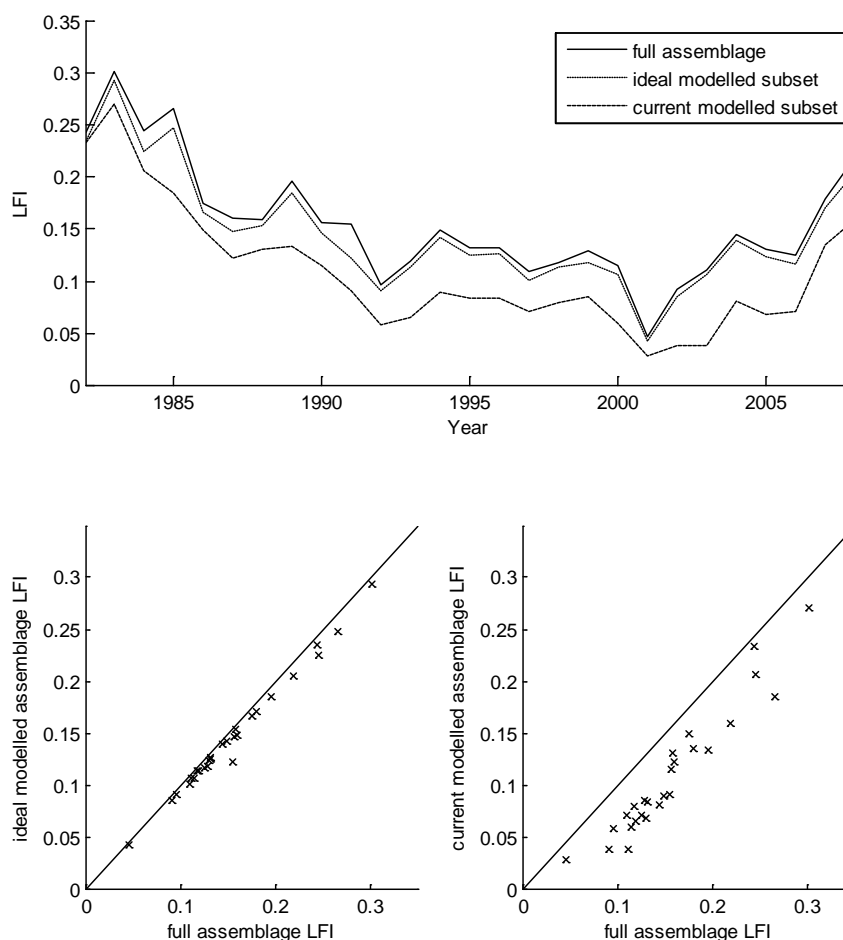 0.35
0.3
0.25
0.2
0.15
0.1
0.05
0
LFI
full assemblage
ideal modelled subset
current modelled subset
1985 1990 1995 2000 2005
Year
0.3
0.25
0.2
0.15
0.1
0.05
0
ideal modelled assemblage LFI
0 0.1 0.2 0.3
full assemblage LFI
0.3
0.25
0.2
0.15
0.1
0.05
0
current modelled assemblage LFI
0 0.1 0.2 0.3
full assemblage LFI